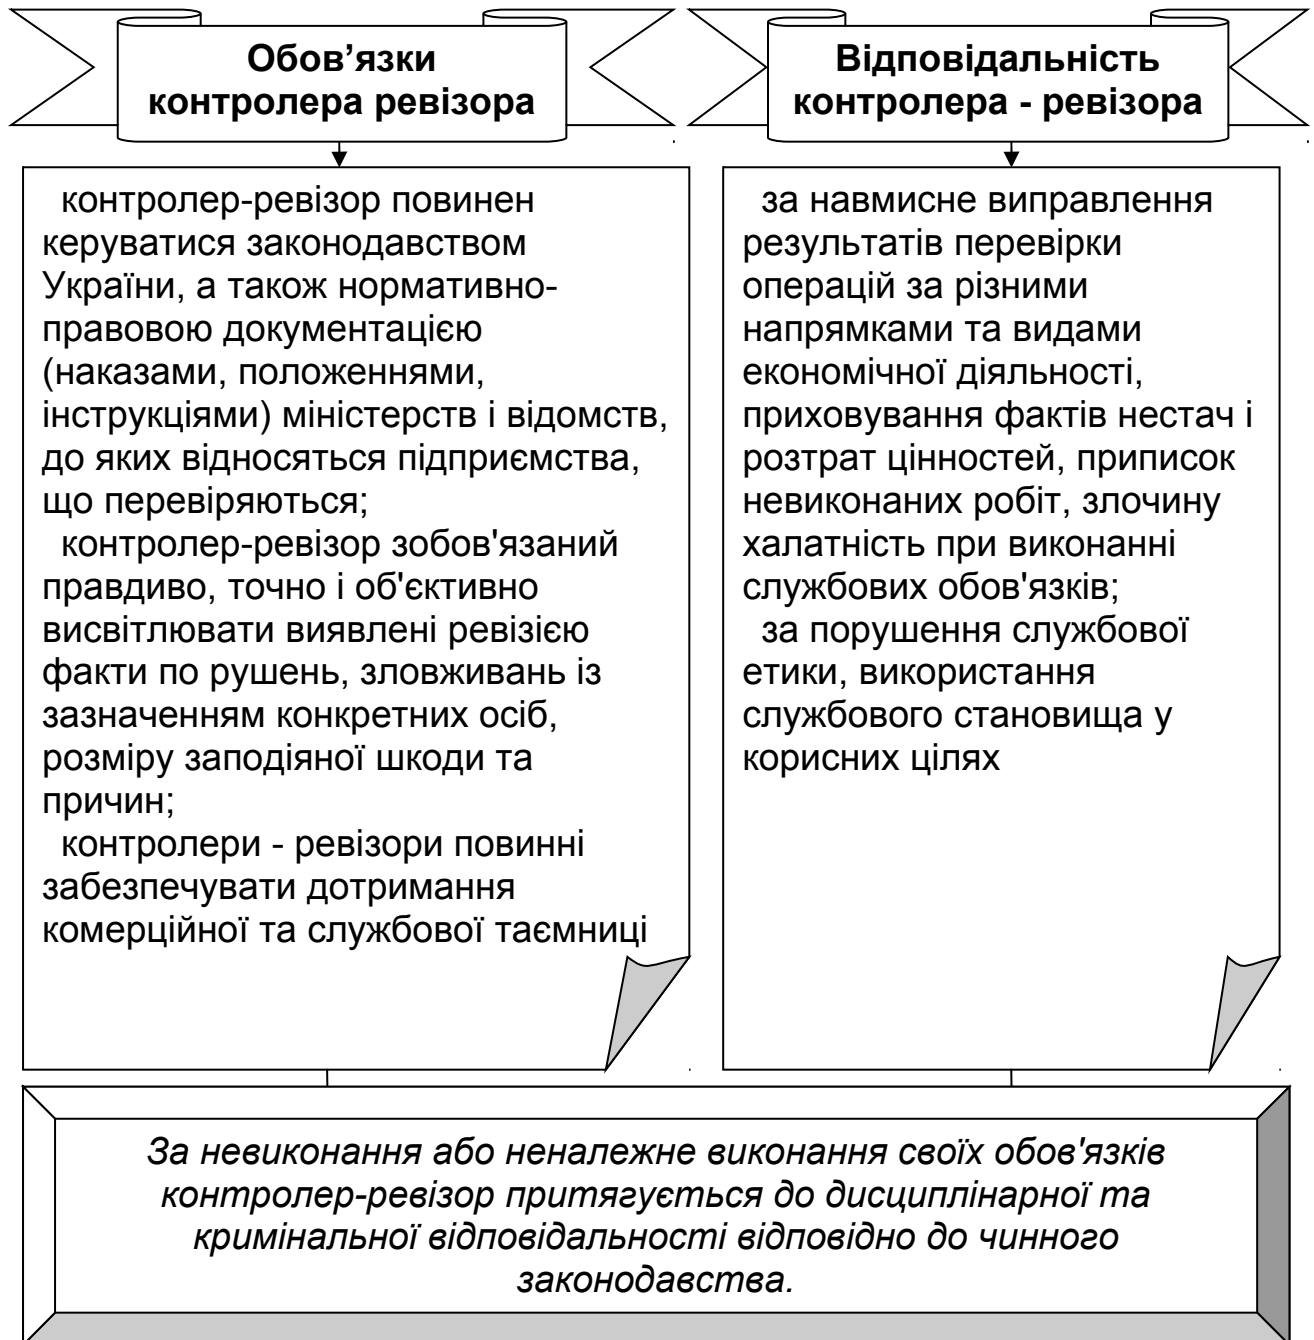 Обов’язки
контролера ревізора
контролер-ревізор повинен
керуватися законодавством
України, а також нормативно-
правовою документацією
(наказами, положеннями,
інструкціями) міністерств і відомств,
до яких відносяться підприємства,
що перевіряються;
контролер-ревізор зобов'язаний
правдиво, точно і об'єктивно
висвітлювати виявлені ревізією
факти по рушень, зловживань із
зазначенням конкретних осіб,
розміру заподіяної шкоди та
причин;
контролери - ревізори повинні
забезпечувати дотримання
комерційної та службової таємниці
Відповідальність
контролера - ревізора
за навмисне виправлення
результатів перевірки
операцій за різними
напрямками та видами
економічної діяльності,
приховування фактів нестач і
розтрат цінностей, приписок
невиконаних робіт, злочину
халатність при виконанні
службових обов'язків;
за порушення службової
етики, використання
службового становища у
корисних цілях
За невиконання або неналежне виконання своїх обов'язків
контролер-ревізор притягується до дисциплінарної та
кримінальної відповідальності відповідно до чинного
законодавства.